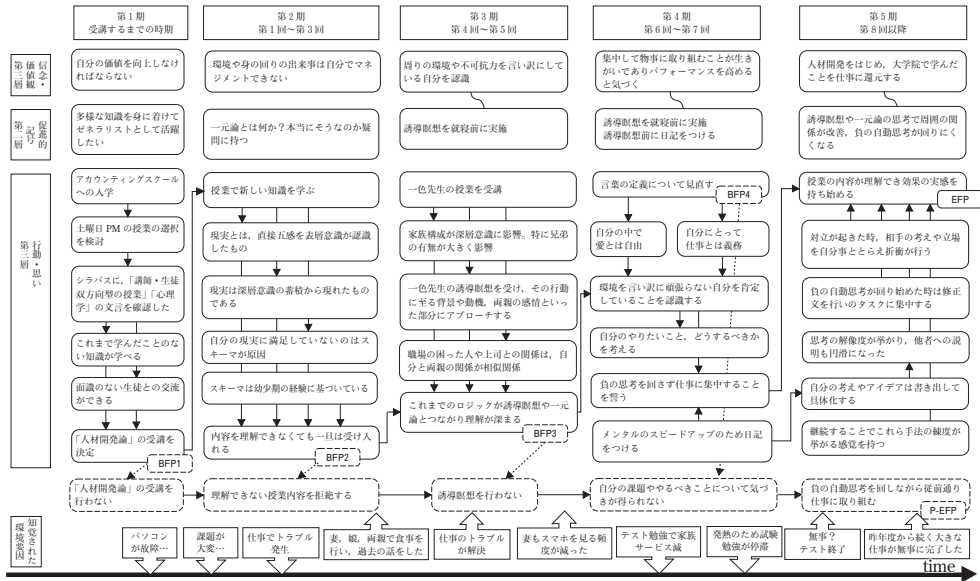 第１期
受講するまでの時期
第２期
第１回～第３回
第３期
第４回～第５回
第４期
第６回～第７回
第５期
第８回以降
信念・
価値観
第三層
自分の価値を向上しなけ
ればならない
環境や身の回りの出来事は自分でマネ
ジメントできない
周りの環境や不可抗力を言い訳にし
ている自分を認識
集中して物事に取り組むことが生き
がいでありパフォーマンスを高める
と気づく
人材開発をはじめ，大学院で学んだ
ことを仕事に還元する
促進的
記号
第二層
多様な知識を身に着けて
ゼネラリストとして活躍
したい
一元論とは何か？本当にそうなのか疑
問に持つ
誘導瞑想を就寝前に実施
誘導瞑想を就寝前に実施
誘導瞑想前に日記をつける
誘導瞑想や一元論の思考で周囲の関
係が改善，負の自動思考が回りにく
くなる
行動・思い
第三層
アカウンティングスクール
への入学
土曜日 PM の授業の選択
を検討
シラバスに，「講師・生徒
双方向型の授業」「心理
学」の文言を確認した
これまで学んだことのな
い知識が学べる
面識のない生徒との交流
ができる
「人材開発論」の受講を
決定
BFP1
「人材開発論」の受講を
行わない
授業で新しい知識を学ぶ
現実とは，直接五感を表層意識が認識
したもの
現実は深層意識の蓄積から現れたもの
である
自分の現実に満足していないのはス
キーマが原因
スキーマは幼少期の経験に基づいている
内容を理解できなくても一旦は受け入
れる
BFP2
理解できない授業内容を拒絶する
一色先生の授業を受講
家族構成が深層意識に影響。特に兄弟
の有無が大きく影響
一色先生の誘導瞑想を受け，その行動
に至る背景や動機，両親の感情といっ
た部分にアプローチする
職場の困った人や上司との関係は，自
分と両親の関係が相似関係
これまでのロジックが誘導瞑想や一元
論とつながり理解が深まる
BFP3
誘導瞑想を行わない
言葉の定義について見直す
BFP4
自分の中で
愛とは自由
自分にとって
仕事とは義務
環境を言い訳に頑張らない自分を肯定
していることを認識する
自分のやりたいこと，どうするべきか
を考える
負の思考を回さず仕事に集中すること
を誓う
メンタルのスピードアップのため日記
をつける
自分の課題ややるべきことについて気づ
きが得られない
授業の内容が理解でき効果の実感を
持ち始める
EFP
対立が起きた時，相手の考えや立場
を自分事ととらえ折衝が行う
負の自動思考が回り始めた時は修正
文を行いのタスクに集中する
思考の解像度が挙がり，他者への説
明も円滑になった
自分の考えやアイデアは書き出して
具体化する
継続することでこれら手法の練度が
挙がる感覚を持つ
負の自動思考を回しながら従前通り
仕事に取り組む
P-EFP
知覚された
環境要因
パソコン
が故障…
課題が
大変…
仕事でトラブル
発生
妻，娘，両親で食事を
行い，過去の話をした
仕事のトラブル
が解決
妻もスマホを見る頻
度が減った
テスト勉強で家族
サービス減
発熱のため試験
勉強が停滞
無事？
テスト終了
昨年度から続く大きな
仕事が無事に完了した
time